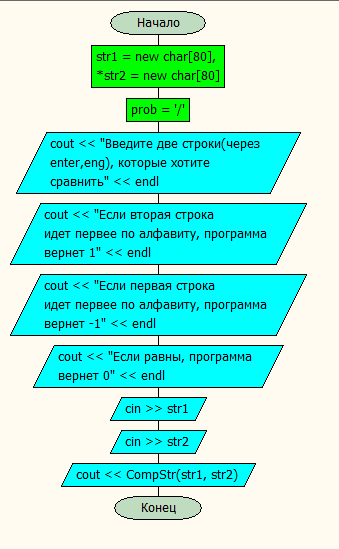 Начало
str1 = new char[80],
*str2 = new char[80]
prob = '/'
cout << "Введите две строки(через
enter,eng), которые хотите
сравнить" << endl
cout << "Если вторая строка
идет первее по алфавиту, программа
вернет 1" << endl
cout << "Если первая строка
идет первее по алфавиту, программа
вернет -1" << endl
cout << "Если равны, программа
вернет 0" << endl
cin >> str1
cin >> str2
cout << CompStr(str1, str2)
Конец